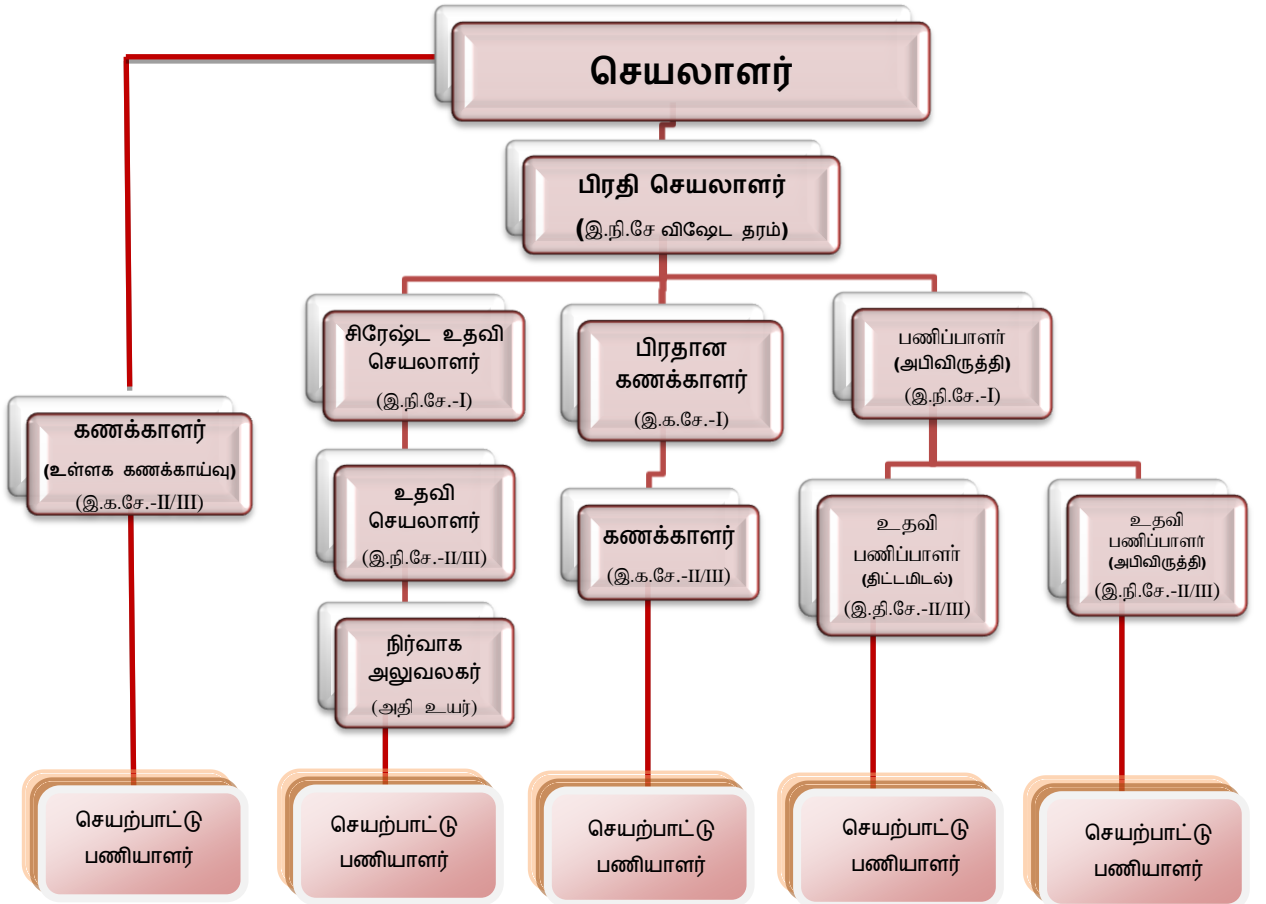 செயலாளர்
பிரதி செயலாளர்
(இ.நி.சே விஷேட தரம்)
சிரேஷ்ட உதவி
செயலாளர்
(இ.நி.சே.-I)
பிரதான
கணக்காளர்
(இ.க.சே.-I)
பணிப்பாளர்
(அபிவிருத்தி)
(இ.நி.சே.-I)
கணக்காளர்
(உள்ளக கணக்காய்வு)
(இ.க.சே.-II/III)
உதவி
செயலாளர்
(இ.நி.சே.-II/III)
கணக்காளர்
(இ.க.சே.-II/III)
உதவி
பணிப்பாளர்
(திட்டமிடல்)
(இ.தி.சே.-II/III)
உதவி
பணிப்பாளர்
(அபிவிருத்தி)
(இ.நி.சே.-II/III)
நிர்வாக
அலுவலகர்
(அதி உயர்)
செயற்பாட்டு
பணியாளர்
செயற்பாட்டு
பணியாளர்
செயற்பாட்டு
பணியாளர்
செயற்பாட்டு
பணியாளர்
செயற்பாட்டு
பணியாளர்